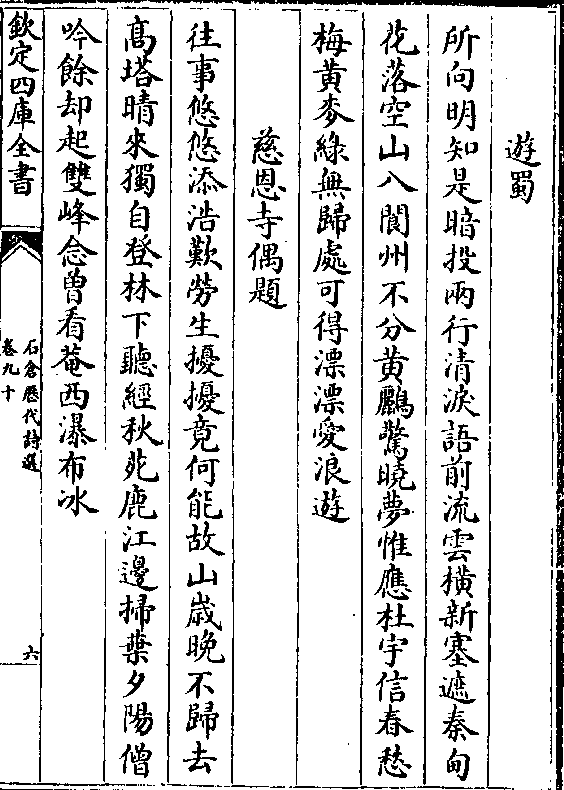 遊蜀
所向明知是暗投兩行清淚語前流雲橫新塞遮秦甸
花落空山入閬州不分黃鸝驚曉夢惟應杜宇信春愁
梅黃麥綠無歸處可得漂漂愛浪遊
慈恩寺偶題
往事悠悠添浩歎勞生擾擾竟何能故山歲晚不歸去
高塔晴來獨自登林下聽經秋苑鹿江邊掃葉夕陽僧
吟餘却起雙峰念曾看菴西瀑布冰
欽定四庫全書
石倉歷代詩選
卷九十
六